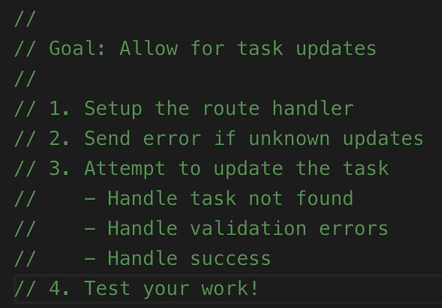 //
// Goal: Allow for task updates
//
// 1. Setup the route handler
// 2. Send error if unknown updates
// 3. Attempt to update the task
//    - Handle task not found
//    - Handle validation errors
//    - Handle success
// 4. Test your work!